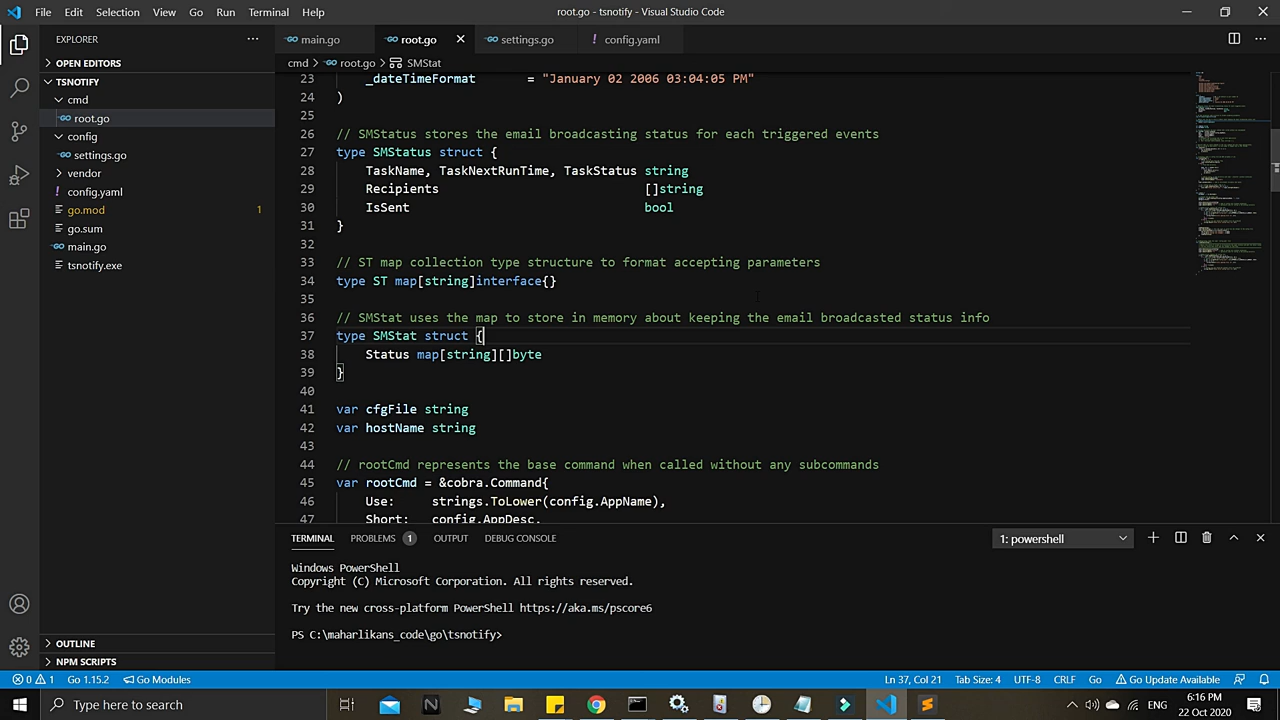 File Edit Selection View Go Run Terminal Help
root.go - tsnotify - Visual Studio Code
EXPLORER
OPEN EDITORS
TSNOTIFY
cmd
root.go
config
settings.go
vendor
config.yaml
go.mod 1
go.sum
main.go
tsnotify.exe
OUTLINE
NPM SCRIPTS
main.go root.go settings.go ! config.yaml
cmd > root.go > SMStat
23 _dateTimeFormat = "January 02 2006 03:04:05 PM"
24 )
25
26 // SMStatus stores the email broadcasting status for each triggered events
27 type SMStatus struct {
28 TaskName, TaskNextRunTime, TaskStatus string
29 Recipients []string
30 IsSent bool
31 }
32
33 // ST map collection type structure to format accepting params
34 type ST map[string]interface{}
35
36 // SMStat uses the map to store in memory about keeping the email broadcasted status info
37 type SMStat struct {
38 Status map[string][]byte
39 }
40
41 var cfgFile string
42 var hostName string
43
44 // rootCmd represents the base command when called without any subcommands
45 var rootCmd = &cobra.Command{
46 Use: strings.ToLower(config.AppName),
47 Short: config.AppDesc,
TERMINAL PROBLEMS 1 OUTPUT DEBUG CONSOLE
1: powershell
Windows PowerShell
Copyright (C) Microsoft Corporation. All rights reserved.
Try the new cross-platform PowerShell https://aka.ms/pscore6
PS C:\maharlikans_code\go\tsnotify>
0 1 Go 1.15.2 Go Modules
Ln 37, Col 21 Tab Size: 4 UTF-8 CRLF Go Go Update Available
Type here to search
ENG
6:16 PM
22 Oct 2020